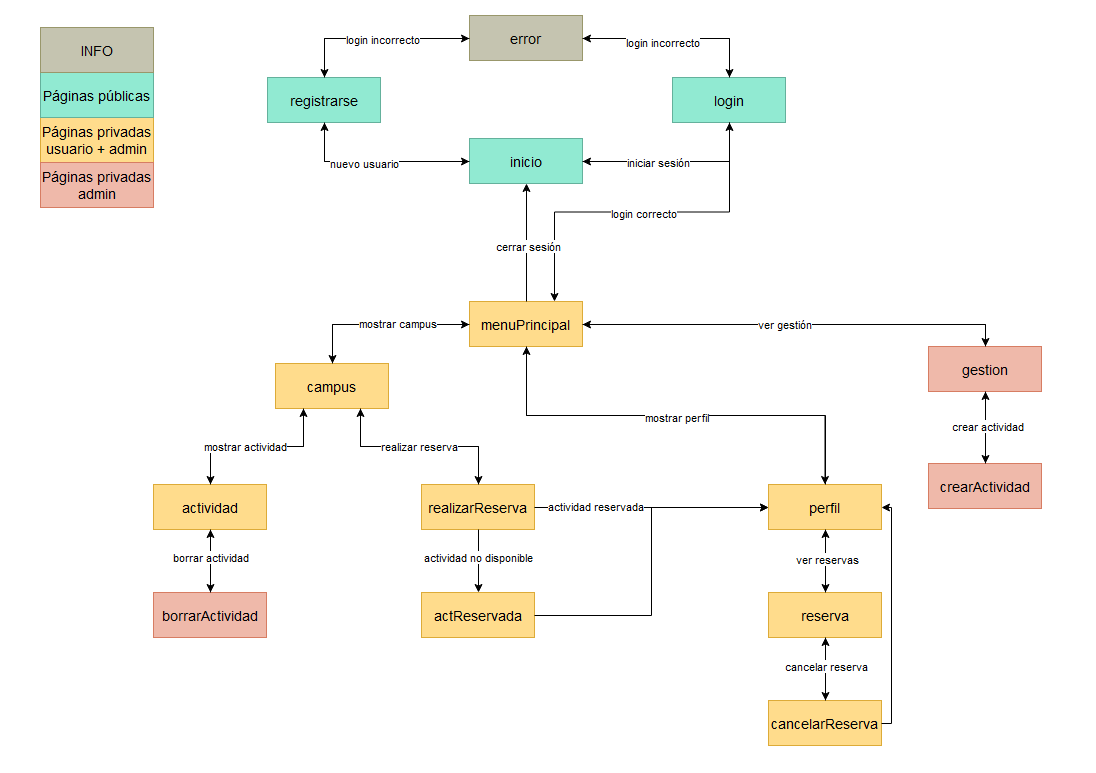 INFO
Páginas públicas
Páginas privadas
usuario + admin
Páginas privadas
admin
error
login incorrecto
login incorrecto
registrarse
login
nuevo usuario
inicio
iniciar sesión
login correcto
cerrar sesión
menuPrincipal
mostrar campus
ver gestión
gestion
campus
mostrar perfil
crear actividad
mostrar actividad
realizar reserva
crearActividad
actividad
realizarReserva
actividad reservada
perfil
borrar actividad
actividad no disponible
ver reservas
borrarActividad
actReservada
reserva
cancelar reserva
cancelarReserva